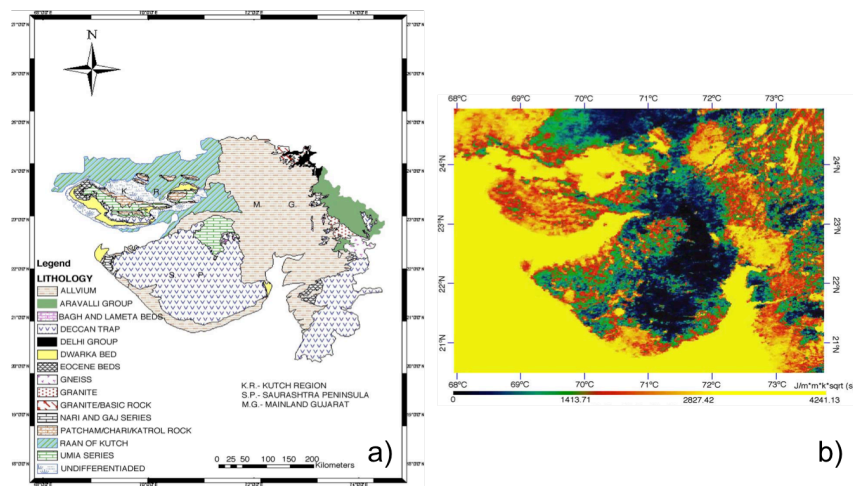 N
K. R.
M. G.
S. P.
Legend
LITHOLOGY
ALLVIUM
ARAVALLI GROUP
BAGH AND LAMETA BEDS
DECCAN TRAP
DELHI GROUP
DWARKA BED
EOCENE BEDS
GNEISS
GRANITE
GRANITE/BASIC ROCK
NARI AND GAJ SERIES
PATCHAM/CHARI/KATROL ROCK
RAAN OF KUTCH
UMIA SERIES
UNDIFFERENTIADED
K.R.- KUTCH REGION
S.P.- SAURASHTRA PENINSULA
M.G.- MAINLAND GUJARAT
0 25 50 100 150 200
Kilometers
a)
68°C 69°C 70°C 71°C 72°C 73°C
24°N 24°N
23°N 23°N
22°N 22°N
21°N 21°N
68°C 69°C 70°C 71°C 72°C 73°C
J/m*m*k*sqrt (s
0 1413.71 2827.42 4241.13
b)